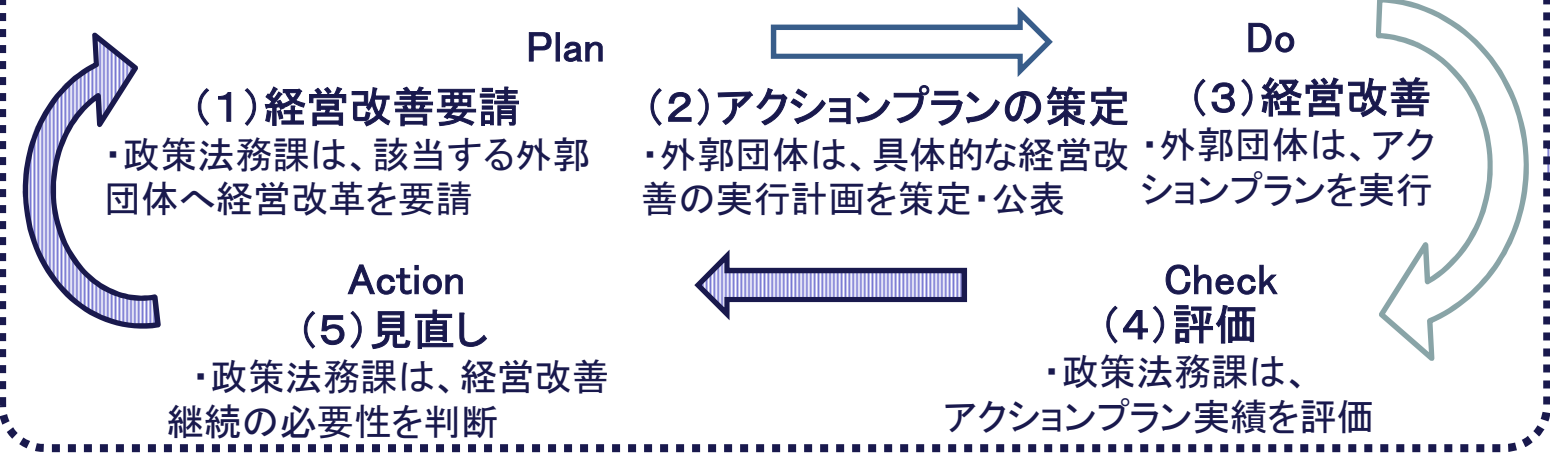 Plan
(1)経営改善要請
・政策法務課は、該当する外郭
団体へ経営改革を要請
(2)アクションプランの策定
・外郭団体は、具体的な経営改
善の実行計画を策定・公表
Do
(3)経営改善
・外郭団体は、アク
ションプランを実行
Check
(4)評価
・政策法務課は、
アクションプラン実績を評価
Action
(5)見直し
・政策法務課は、経営改善
継続の必要性を判断